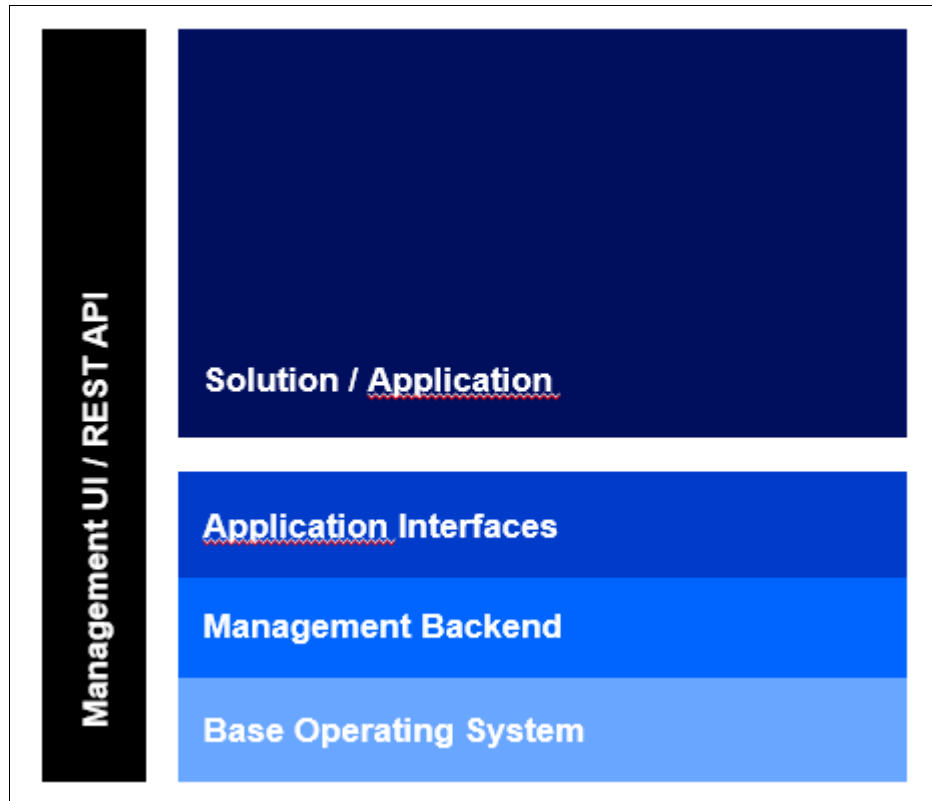 Management UI / REST API
Solution / Application
Application Interfaces
Management Backend
Base Operating System